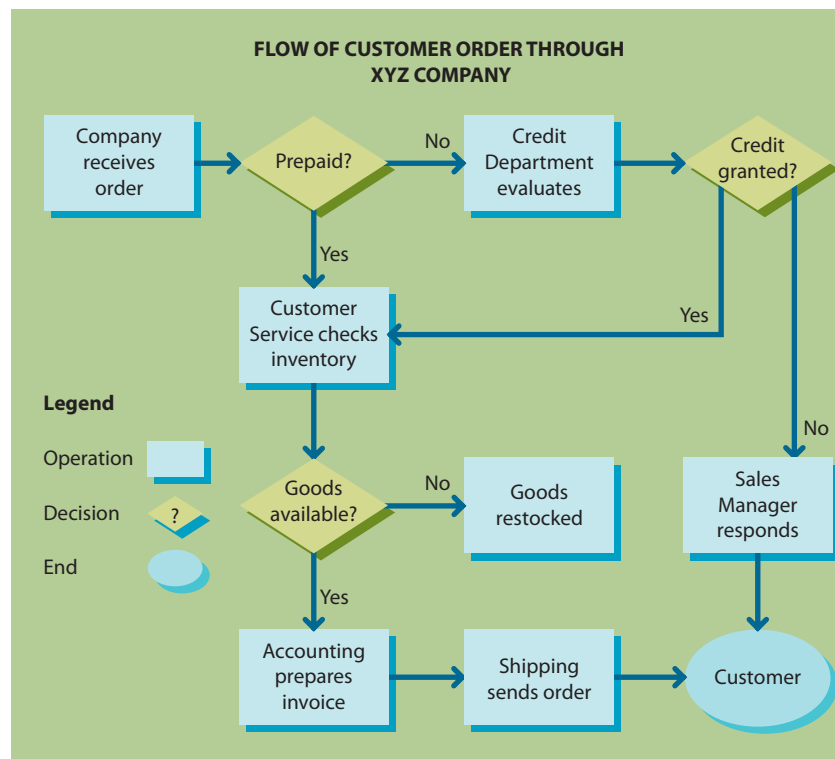 FLOW OF CUSTOMER ORDER THROUGH
XYZ COMPANY
Company
receives
order
Prepaid?
No
Credit
Department
evaluates
Credit
granted?
Yes
Customer
Service checks
inventory
Yes
No
Legend
Operation
Decision
?
End
Goods
available?
No
Goods
restocked
Sales
Manager
responds
Yes
Accounting
prepares
invoice
Shipping
sends order
Customer